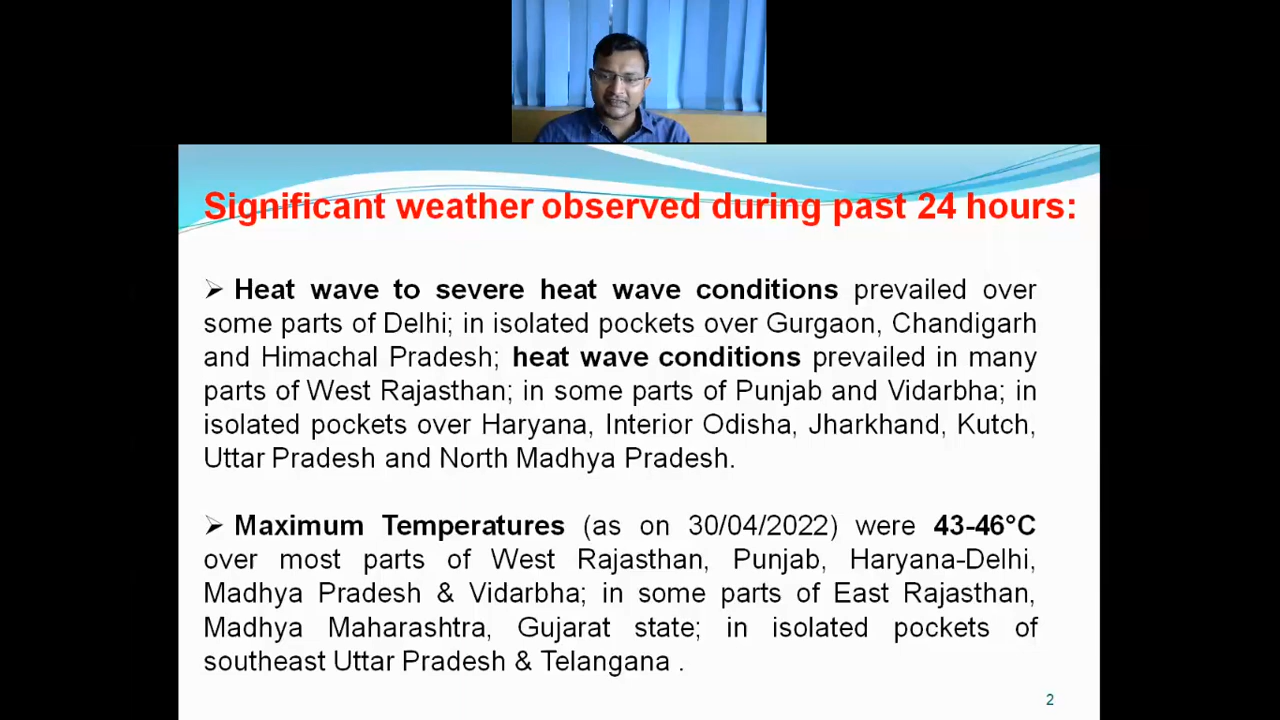 Significant weather observed during past 24 hours:
➢ Heat wave to severe heat wave conditions prevailed over
some parts of Delhi; in isolated pockets over Gurgaon, Chandigarh
and Himachal Pradesh; heat wave conditions prevailed in many
parts of West Rajasthan; in some parts of Punjab and Vidarbha; in
isolated pockets over Haryana, Interior Odisha, Jharkhand, Kutch,
Uttar Pradesh and North Madhya Pradesh.
➢ Maximum Temperatures (as on 30/04/2022) were 43-46°C
over most parts of West Rajasthan, Punjab, Haryana-Delhi,
Madhya Pradesh & Vidarbha; in some parts of East Rajasthan,
Madhya Maharashtra, Gujarat state; in isolated pockets of
southeast Uttar Pradesh & Telangana .
2